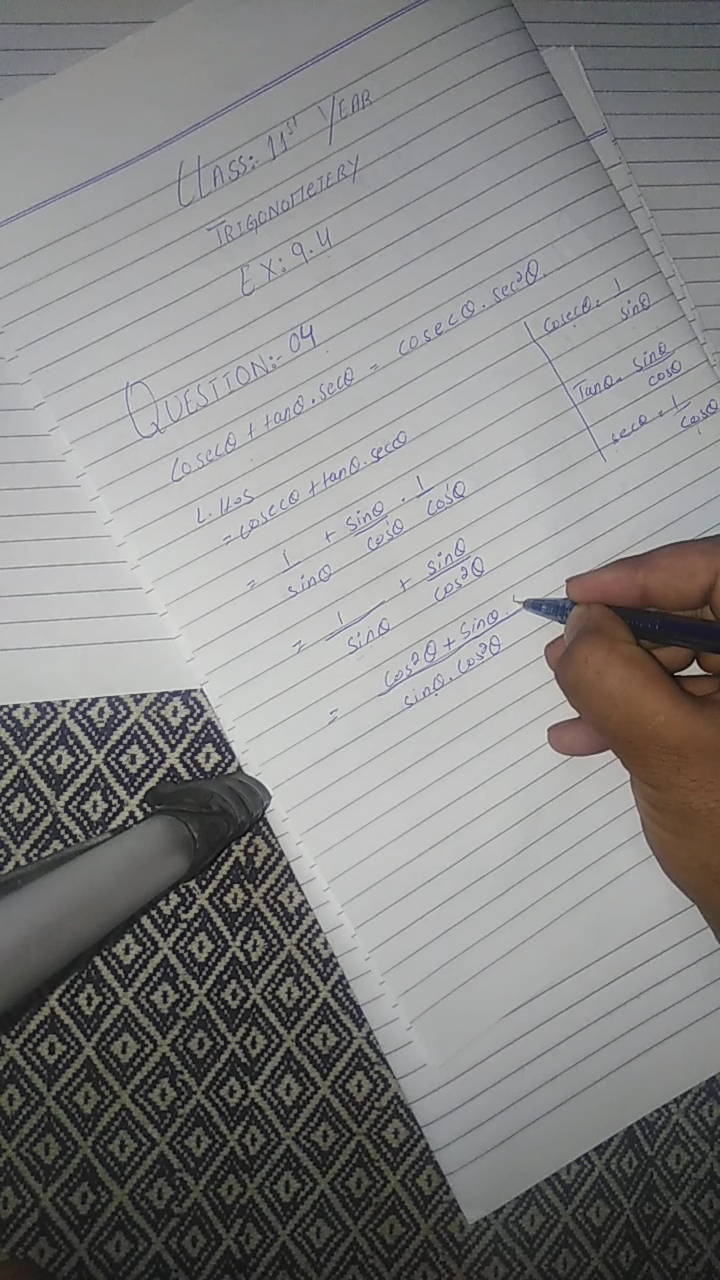 CLASS:- 11st YEAR
TRIGONOMETERY
EX: 9.4
QUESTION:- 04
cosecθ + tanθ . secθ = cosecθ . sec²θ.
L.H.S
= cosecθ + tanθ . secθ
= 1/sinθ + sinθ/cosθ . 1/cosθ
= 1/sinθ + sinθ/cos²θ
= cos²θ + sinθ . / sinθ . cos²θ
cosecθ = 1/sinθ
Tanθ = sinθ/cosθ
secθ = 1/cosθ